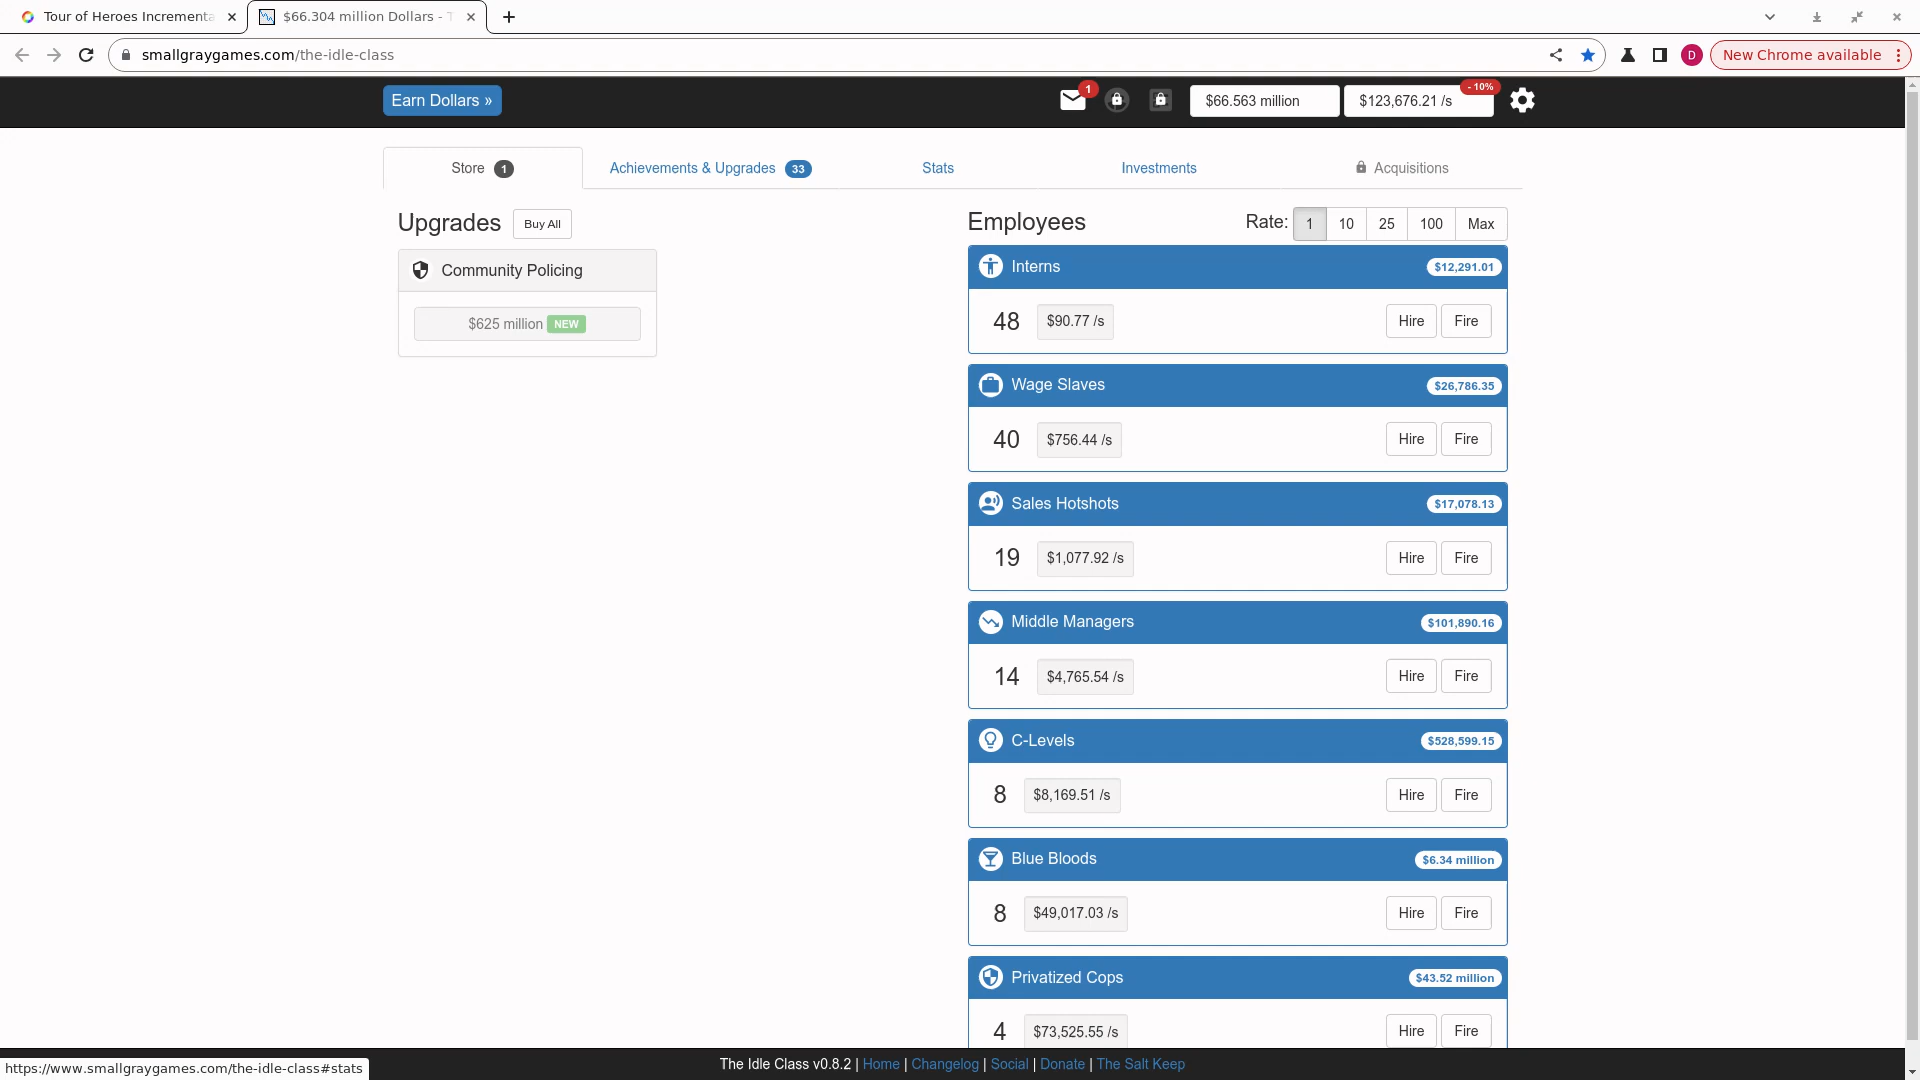 Tour of Heroes Incrementa
$66.304 million Dollars - T
smallgraygames.com/the-idle-class
D
New Chrome available
Earn Dollars »
1
$66.563 million
$123,676.21 /s
- 10%
Store 1
Achievements & Upgrades 33
Stats
Investments
Acquisitions
Upgrades
Buy All
Community Policing
$625 million NEW
Employees
Rate: 1 10 25 100 Max
Interns
$12,291.01
48 $90.77 /s Hire Fire
Wage Slaves
$26,786.35
40 $756.44 /s Hire Fire
Sales Hotshots
$17,078.13
19 $1,077.92 /s Hire Fire
Middle Managers
$101,890.16
14 $4,765.54 /s Hire Fire
C-Levels
$528,599.15
8 $8,169.51 /s Hire Fire
Blue Bloods
$6.34 million
8 $49,017.03 /s Hire Fire
Privatized Cops
$43.52 million
4 $73,525.55 /s Hire Fire
The Idle Class v0.8.2 | Home | Changelog | Social | Donate | The Salt Keep
https://www.smallgraygames.com/the-idle-class#stats